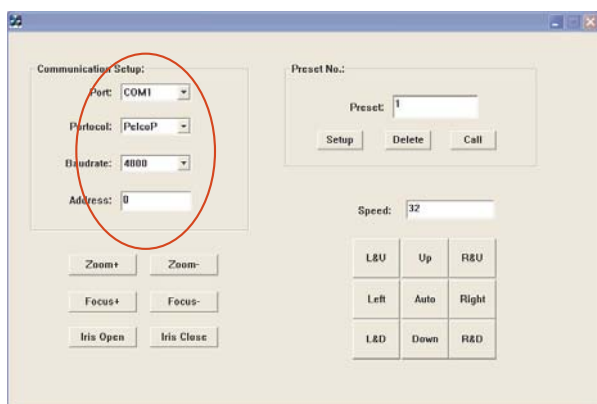 Communication Setup:
Port: COM1
Portocol: PelcoP
Baudrate: 4800
Address: 0
Zoom+ Zoom-
Focus+ Focus-
Iris Open Iris Close
Preset No.:
Preset: 1
Setup Delete Call
Speed: 32
L&U Up R&U
Left Auto Right
L&D Down R&D